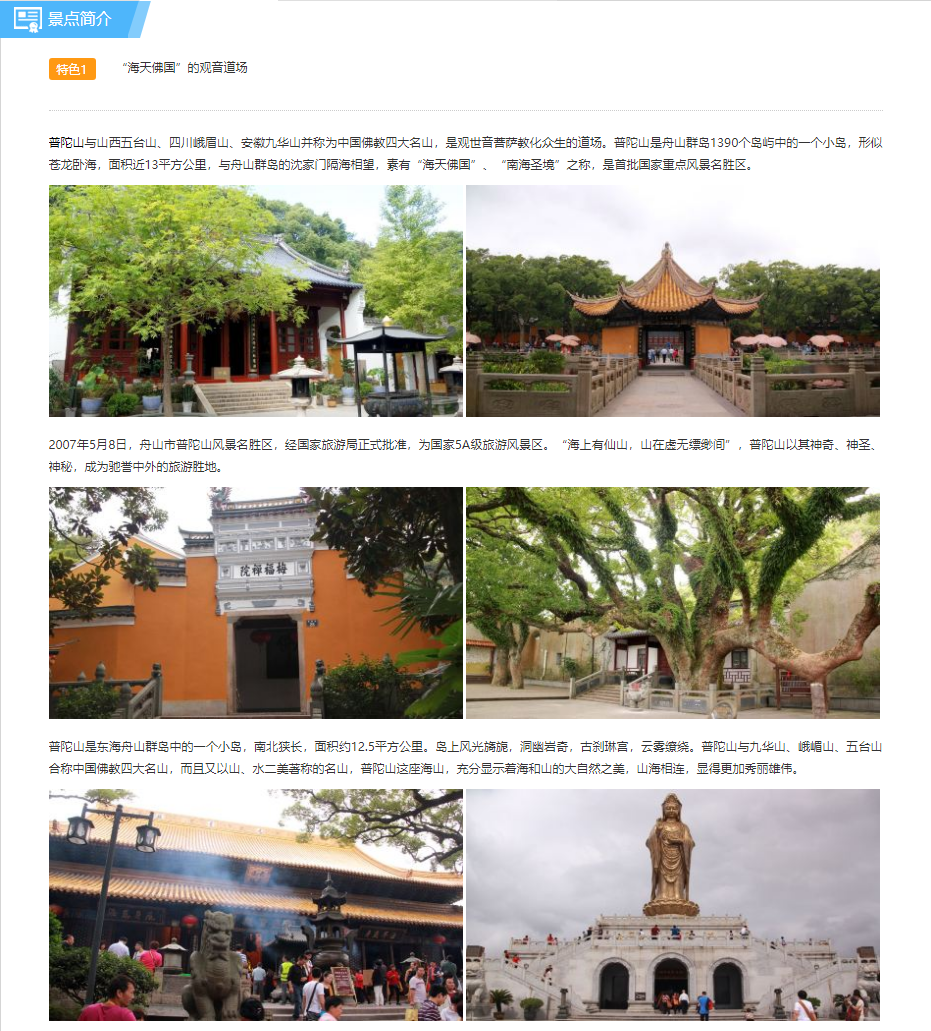 景点简介
特色1 “海天佛国”的观音道场
普陀山与山西五台山、四川峨眉山、安徽九华山并称为中国佛教四大名山，是观世音菩萨教化众生的道场。普陀山是舟山群岛1390个岛屿中的一个小岛，形似
苍龙卧海，面积近13平方公里，与舟山群岛的沈家门隔海相望，素有“海天佛国”、“南海圣境”之称，是首批国家重点风景名胜区。
2007年5月8日，舟山市普陀山风景名胜区，经国家旅游局正式批准，为国家5A级旅游风景区。“海上有仙山，山在虚无缥缈间”，普陀山以其神奇、神圣、
神秘，成为驰誉中外的旅游胜地。
院禅福梅
普陀山是东海舟山群岛中的一个小岛，南北狭长，面积约12.5平方公里。岛上风光旖旎，洞幽岩奇，古刹琳宫，云雾缭绕。普陀山与九华山、峨嵋山、五台山
合称中国佛教四大名山，而且又以山、水二美著称的名山，普陀山这座海山，充分显示着海和山的大自然之美，山海相连，显得更加秀丽雄伟。